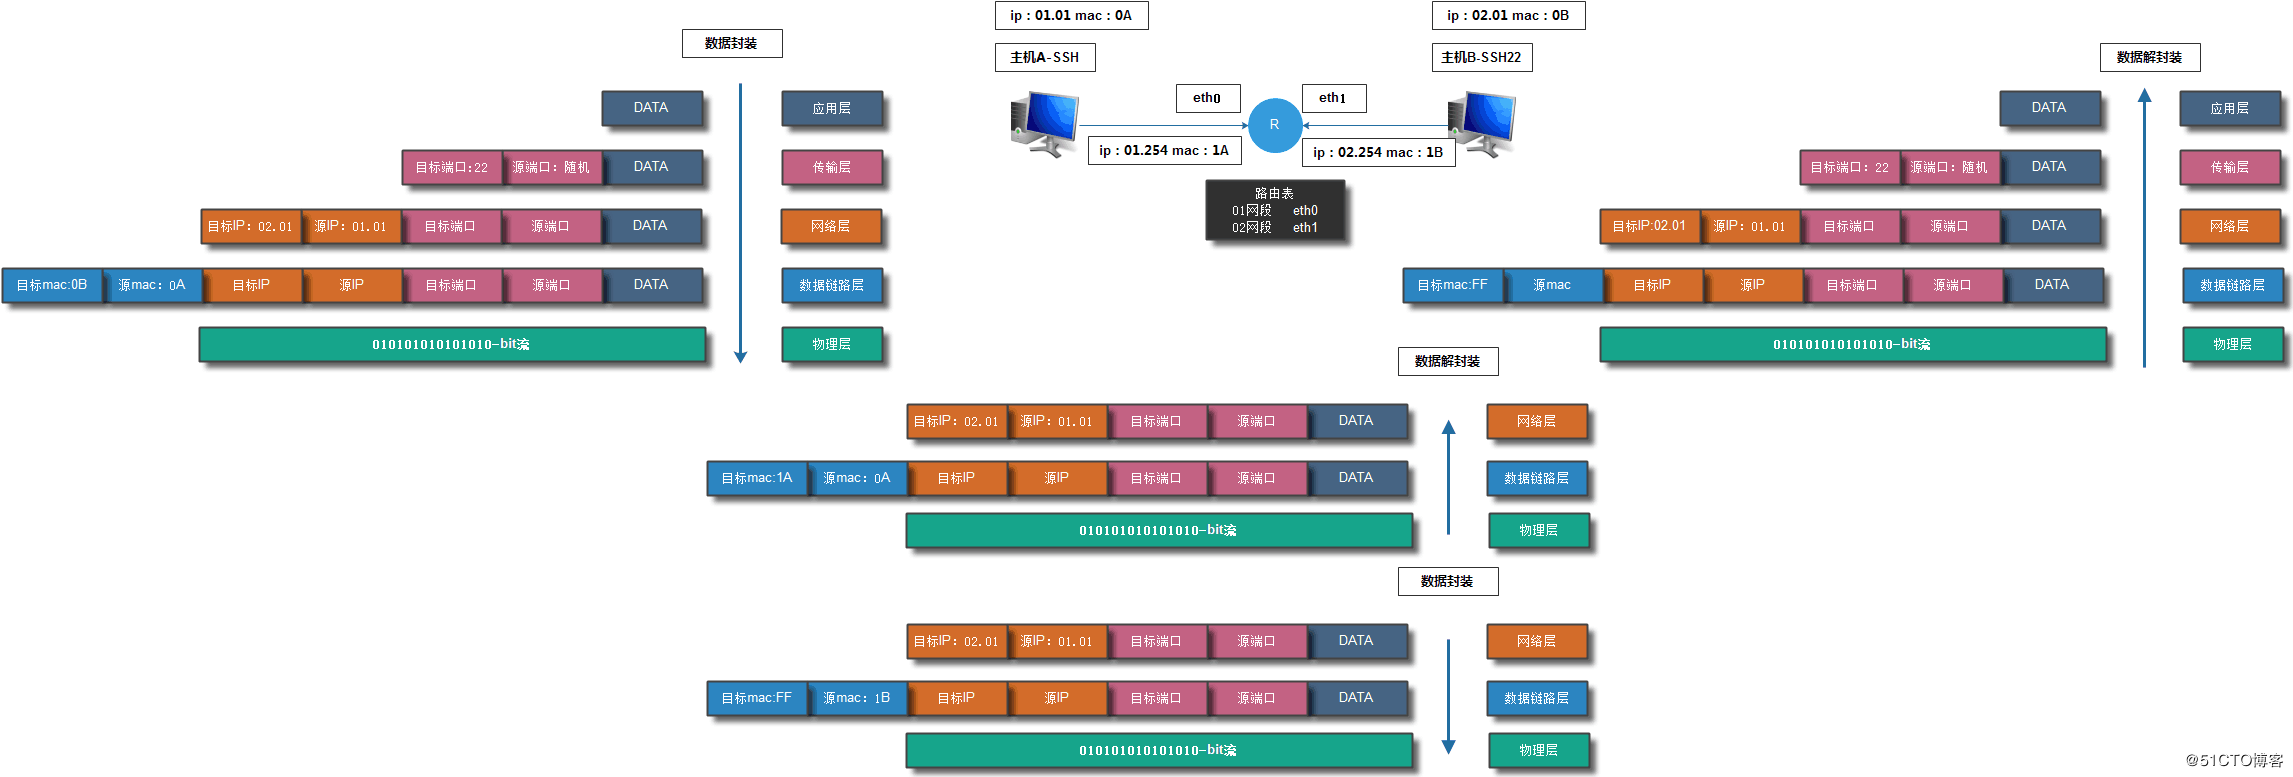 ip：01.01 mac：0A
ip：02.01 mac：0B
数据封装
主机A-SSH
主机B-SSH22
数据解封装
eth0
eth1
R
ip：01.254 mac：1A
ip：02.254 mac：1B
路由表
01网段 eth0
02网段 eth1
DATA
应用层
目标端口:22 源端口：随机 DATA
传输层
目标IP：02.01 源IP：01.01 目标端口 源端口 DATA
网络层
目标mac:0B 源mac：0A 目标IP 源IP 目标端口 源端口 DATA
数据链路层
010101010101010-bit流
物理层
DATA
应用层
目标端口：22 源端口:随机 DATA
传输层
目标IP:02.01 源IP：01.01 目标端口 源端口 DATA
网络层
目标mac:FF 源mac 目标IP 源IP 目标端口 源端口 DATA
数据链路层
010101010101010-bit流
物理层
数据解封装
目标IP：02.01 源IP：01.01 目标端口 源端口 DATA
网络层
目标mac:1A 源mac：0A 目标IP 源IP 目标端口 源端口 DATA
数据链路层
010101010101010-bit流
物理层
数据封装
目标IP：02.01 源IP：01.01 目标端口 源端口 DATA
网络层
目标mac:FF 源mac：1B 目标IP 源IP 目标端口 源端口 DATA
数据链路层
010101010101010-bit流
物理层
@51CTO博客